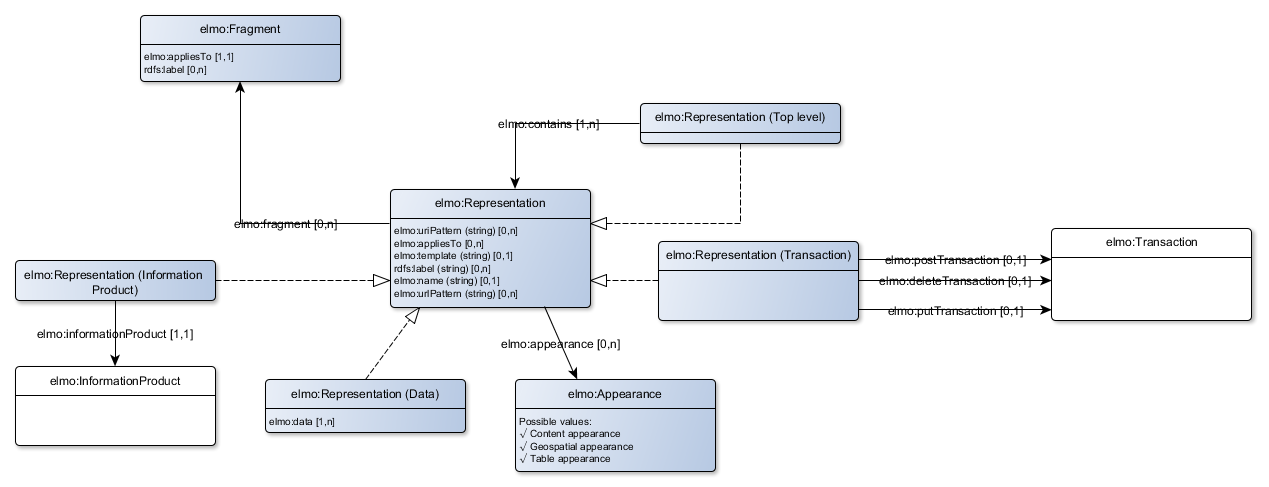 elmo:Fragment
elmo:appliesTo [1,1]
rdfs:label [0,n]
elmo:Representation (Top level)
elmo:contains [1,n]
elmo:Representation
elmo:uriPattern (string) [0,n]
elmo:appliesTo [0,n]
elmo:template (string) [0,1]
rdfs:label (string) [0,n]
elmo:name (string) [0,1]
elmo:urlPattern (string) [0,n]
elmo:fragment [0,n]
elmo:Representation (Transaction)
elmo:postTransaction [0,1]
elmo:deleteTransaction [0,1]
elmo:putTransaction [0,1]
elmo:Transaction
elmo:Representation (Information
Product)
elmo:informationProduct [1,1]
elmo:InformationProduct
elmo:Representation (Data)
elmo:data [1,n]
elmo:appearance [0,n]
elmo:Appearance
Possible values:
√ Content appearance
√ Geospatial appearance
√ Table appearance